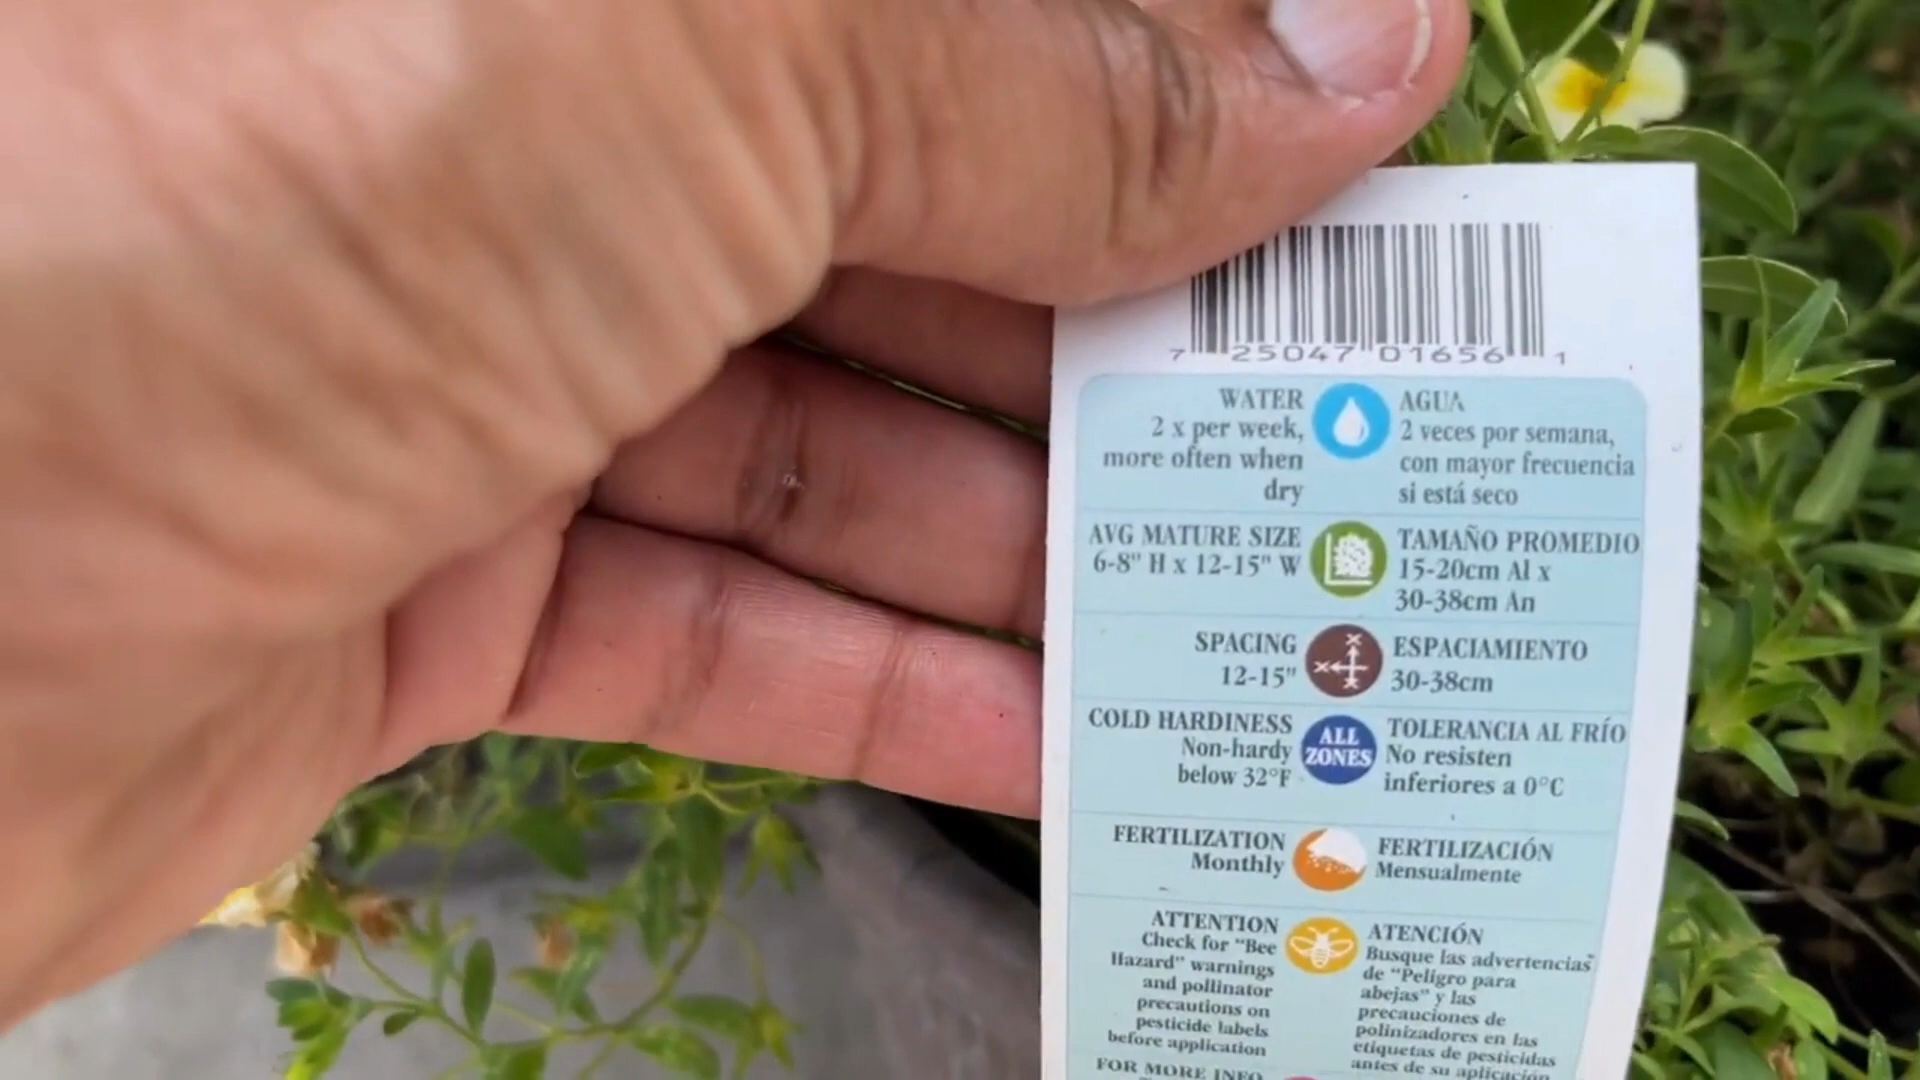 7 25047 01656 1
WATER
2 x per week,
more often when
dry
AGUA
2 veces por semana,
con mayor frecuencia
si está seco
AVG MATURE SIZE
6-8" H x 12-15" W
TAMAÑO PROMEDIO
15-20cm Al x
30-38cm An
SPACING
12-15"
ESPACIAMIENTO
30-38cm
COLD HARDINESS
Non-hardy
below 32°F
ALL
ZONES
TOLERANCIA AL FRÍO
No resisten
inferiores a 0°C
FERTILIZATION
Monthly
FERTILIZACIÓN
Mensualmente
ATTENTION
Check for "Bee
Hazard" warnings
and pollinator
precautions on
pesticide labels
before application
ATENCIÓN
Busque las advertencias
de "Peligro para
abejas" y las
precauciones de
polinizadores en las
etiquetas de pesticidas
antes de su aplicación
FOR MORE INFO